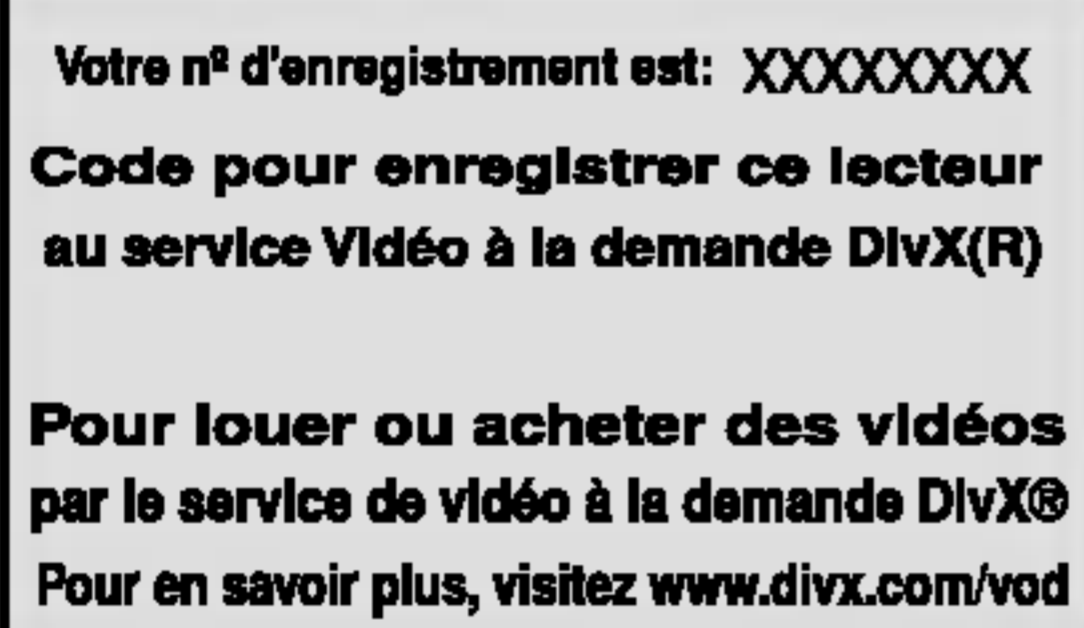 Votre nº d'enregistrement est: XXXXXXXX
Code pour enregistrer ce lecteur
au service Vidéo à la demande DivX(R)
Pour louer ou acheter des vidéos
par le service de vidéo à la demande DivX®
Pour en savoir plus, visitez www.divx.com/vod